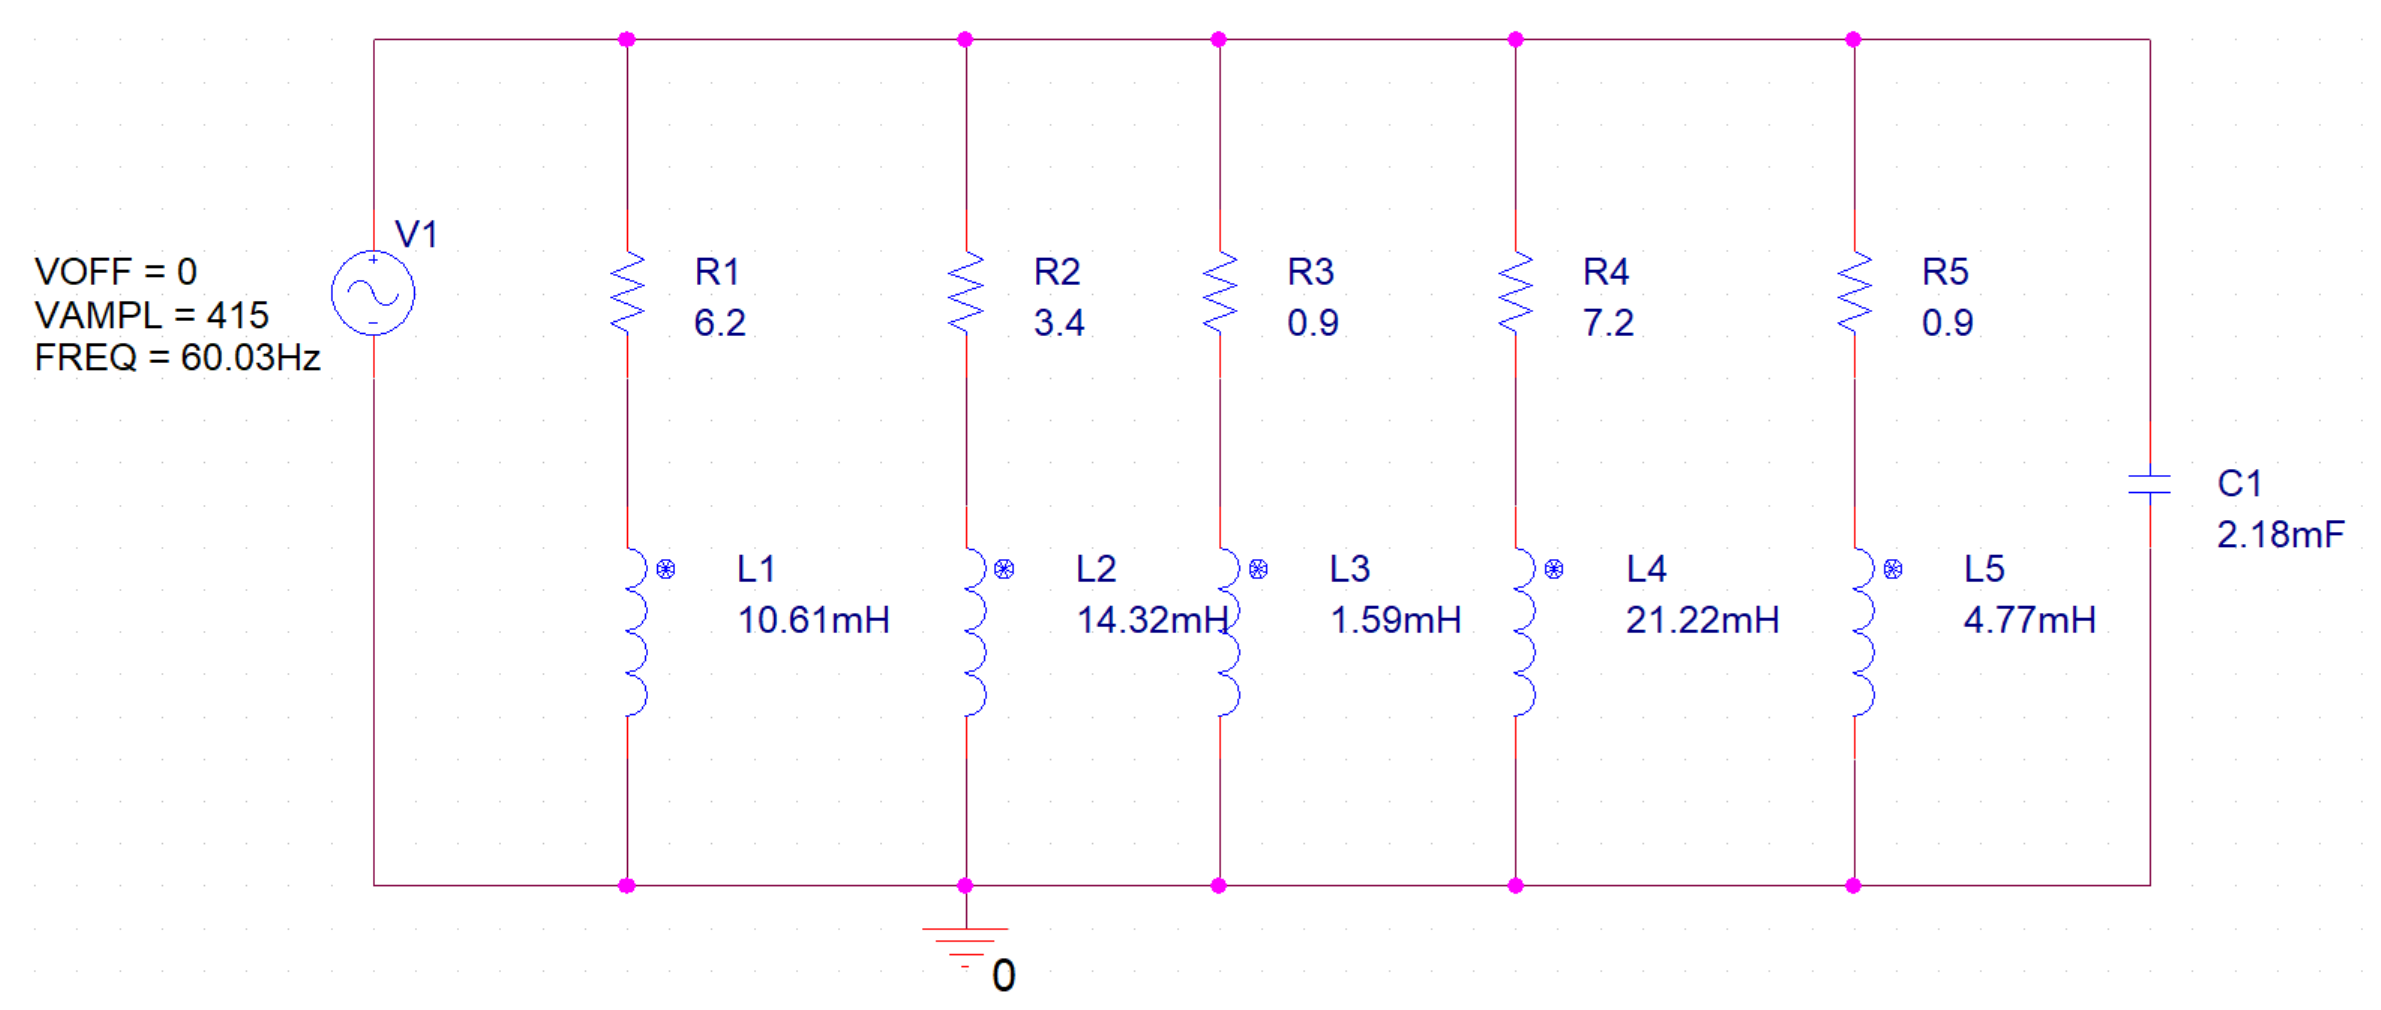 V1
VOFF = 0
VAMPL = 415
FREQ = 60.03Hz
R1
6.2
R2
3.4
R3
0.9
R4
7.2
R5
0.9
C1
2.18mF
L1
10.61mH
L2
14.32mH
L3
1.59mH
L4
21.22mH
L5
4.77mH
0